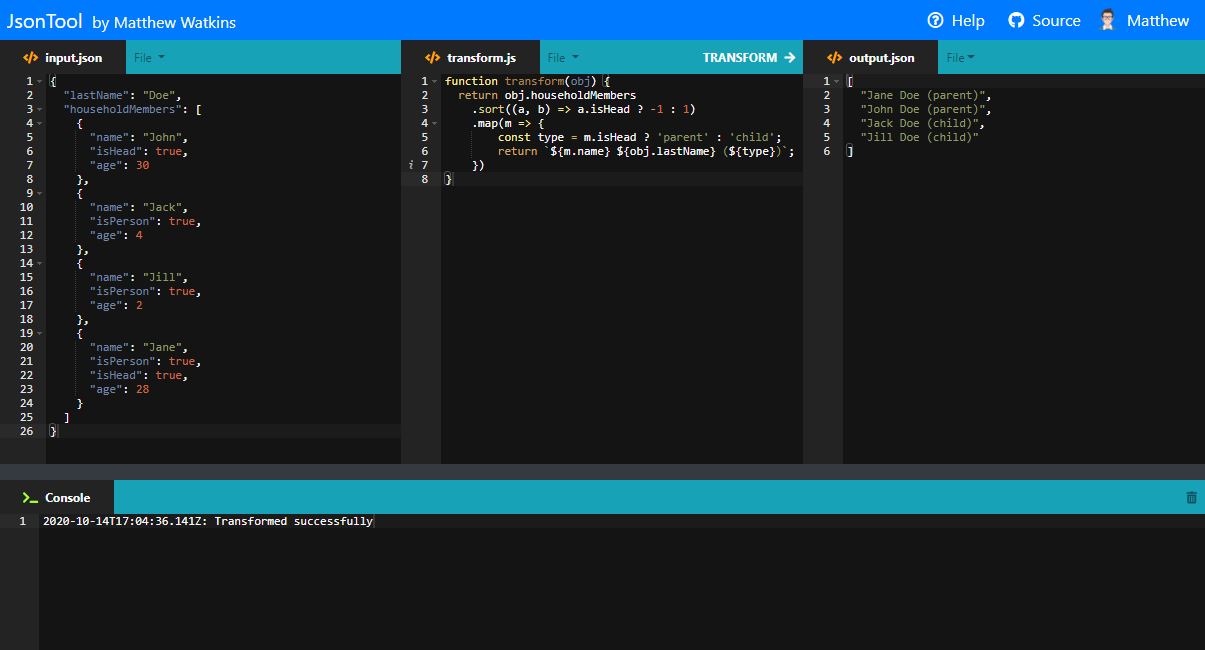 JsonTool by Matthew Watkins
Help Source Matthew
input.json File
1 {
2 "lastName": "Doe",
3 "householdMembers": [
4 {
5 "name": "John",
6 "isHead": true,
7 "age": 30
8 },
9 {
10 "name": "Jack",
11 "isPerson": true,
12 "age": 4
13 },
14 {
15 "name": "Jill",
16 "isPerson": true,
17 "age": 2
18 },
19 {
20 "name": "Jane",
21 "isPerson": true,
22 "isHead": true,
23 "age": 28
24 }
25 ]
26 }
transform.js File TRANSFORM →
1 function transform(obj) {
2 return obj.householdMembers
3 .sort((a, b) => a.isHead ? -1 : 1)
4 .map(m => {
5 const type = m.isHead ? 'parent' : 'child';
6 return `${m.name} ${obj.lastName} (${type})`;
i 7 })
8 }
output.json File
1 [
2 "Jane Doe (parent)",
3 "John Doe (parent)",
4 "Jack Doe (child)",
5 "Jill Doe (child)"
6 ]
Console
1 2020-10-14T17:04:36.141Z: Transformed successfully